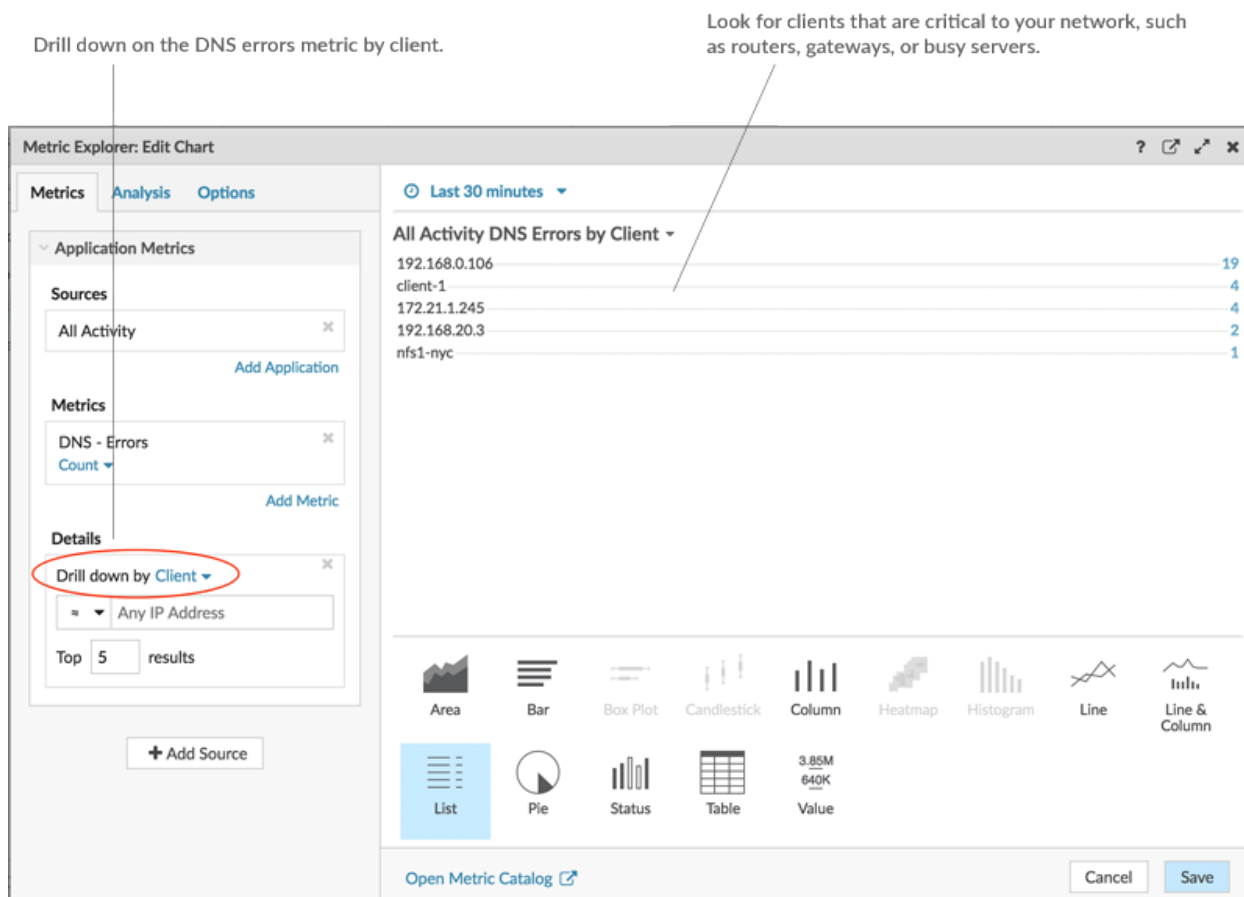 Drill down on the DNS errors metric by client.
Look for clients that are critical to your network, such
as routers, gateways, or busy servers.
Metric Explorer: Edit Chart
?
Metrics Analysis Options
Last 30 minutes
Application Metrics
Sources
All Activity
Add Application
Metrics
DNS - Errors
Count
Add Metric
Details
Drill down by Client
≈ Any IP Address
Top 5 results
+ Add Source
All Activity DNS Errors by Client
192.168.0.106 19
client-1 4
172.21.1.245 4
192.168.20.3 2
nfs1-nyc 1
Area Bar Box Plot Candlestick Column Heatmap Histogram Line Line &
Column
3.85M
640K
List Pie Status Table Value
Open Metric Catalog
Cancel Save